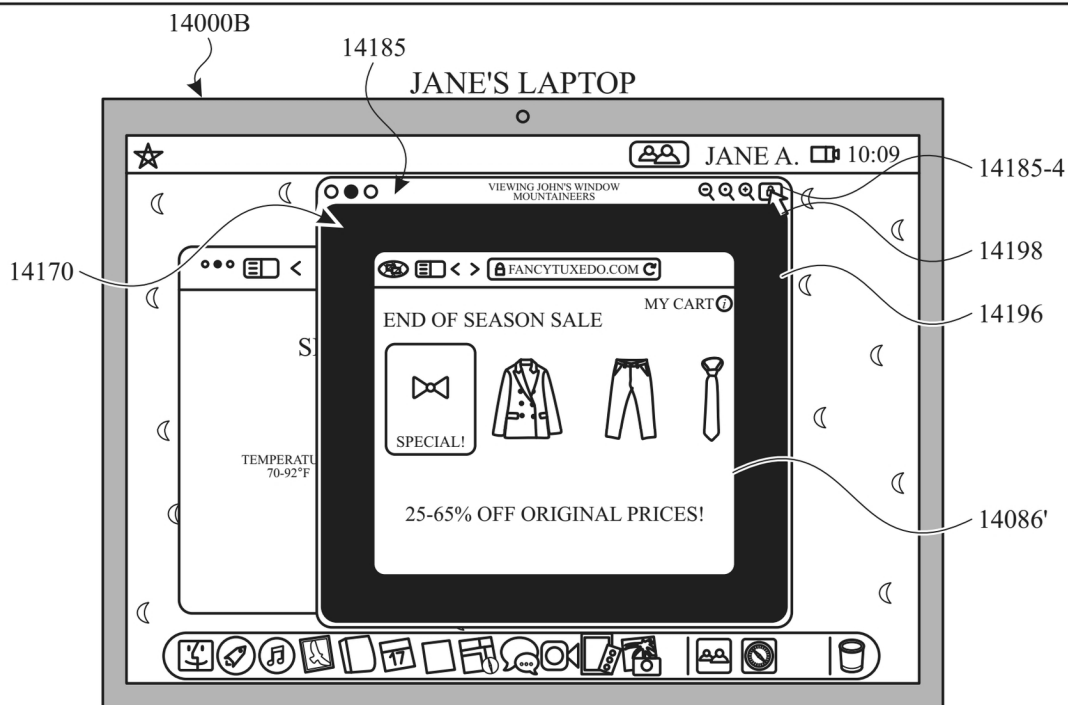 14000B
14185
JANE'S LAPTOP
JANE A. 10:09
14185-4
VIEWING JOHN'S WINDOW
MOUNTAINEERS
14198
14170
FANCYTUXEDO.COM
14196
MY CART i
END OF SEASON SALE
SPECIAL!
TEMPERATU
70-92°F
25-65% OFF ORIGINAL PRICES!
14086'
17